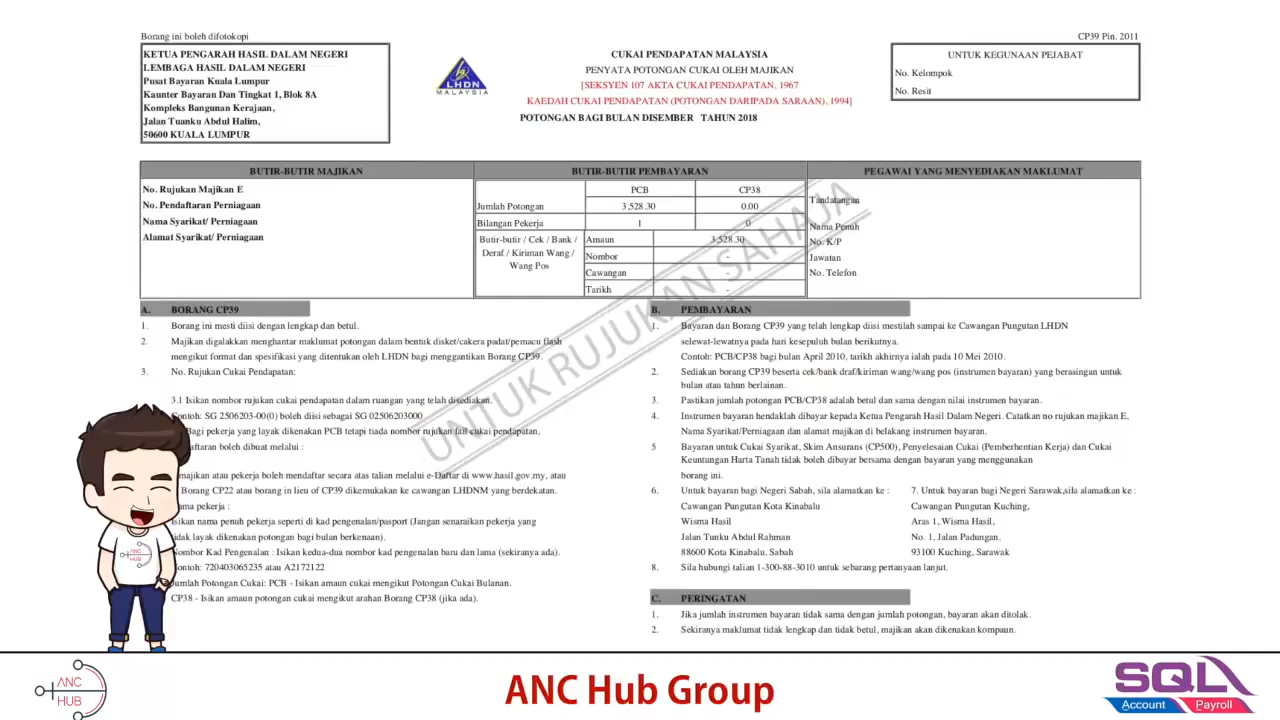 Borang ini boleh difotokopi
CP39 Pin. 2011
KETUA PENGARAH HASIL DALAM NEGERI
LEMBAGA HASIL DALAM NEGERI
Pusat Bayaran Kuala Lumpur
Kaunter Bayaran Dan Tingkat 1, Blok 8A
Kompleks Bangunan Kerajaan,
Jalan Tuanku Abdul Halim,
50600 KUALA LUMPUR
LHDN
MALAYSIA
CUKAI PENDAPATAN MALAYSIA
PENYATA POTONGAN CUKAI OLEH MAJIKAN
[SEKSYEN 107 AKTA CUKAI PENDAPATAN, 1967
KAEDAH CUKAI PENDAPATAN (POTONGAN DARIPADA SARAAN), 1994]
POTONGAN BAGI BULAN DISEMBER TAHUN 2018
UNTUK KEGUNAAN PEJABAT
No. Kelompok
No. Resit
BUTIR-BUTIR MAJIKAN
No. Rujukan Majikan E
No. Pendaftaran Perniagaan
Nama Syarikat/ Perniagaan
Alamat Syarikat/ Perniagaan
BUTIR-BUTIR PEMBAYARAN
PCB CP38
Jumlah Potongan 3,528.30 0.00
Bilangan Pekerja 1 0
Butir-butir / Cek / Bank /
Deraf / Kiriman Wang /
Wang Pos
Amaun 3,528.30
Nombor -
Cawangan -
Tarikh -
PEGAWAI YANG MENYEDIAKAN MAKLUMAT
Tandatangan
Nama Penuh
No. K/P
Jawatan
No. Telefon
UNTUK RUJUKAN SAHAJA
A. BORANG CP39
1. Borang ini mesti diisi dengan lengkap dan betul.
2. Majikan digalakkan menghantar maklumat potongan dalam bentuk disket/cakera padat/pemacu flash
mengikut format dan spesifikasi yang ditentukan oleh LHDN bagi menggantikan Borang CP39.
3. No. Rujukan Cukai Pendapatan:
3.1 Isikan nombor rujukan cukai pendapatan dalam ruangan yang telah disediakan.
Contoh: SG 2506203-00(0) boleh diisi sebagai SG 02506203000
Bagi pekerja yang layak dikenakan PCB tetapi tiada nombor rujukan fail cukai pendapatan,
boleh dibuat melalui :
majikan atau pekerja boleh mendaftar secara atas talian melalui e-Daftar di www.hasil.gov.my, atau
Borang CP22 atau borang in lieu of CP39 dikemukakan ke cawangan LHDNM yang berdekatan.
pekerja :
Isikan nama penuh pekerja seperti di kad pengenalan/pasport (Jangan senaraikan pekerja yang
tidak layak dikenakan potongan bagi bulan berkenaan).
Nombor Kad Pengenalan : Isikan kedua-dua nombor kad pengenalan baru dan lama (sekiranya ada).
Contoh: 720403065235 atau A2172122
Jumlah Potongan Cukai: PCB - Isikan amaun cukai mengikut Potongan Cukai Bulanan.
CP38 - Isikan amaun potongan cukai mengikut arahan Borang CP38 (jika ada).
B. PEMBAYARAN
1. Bayaran dan Borang CP39 yang telah lengkap diisi mestilah sampai ke Cawangan Pungutan LHDN
selewat-lewatnya pada hari kesepuluh bulan berikutnya.
Contoh: PCB/CP38 bagi bulan April 2010, tarikh akhirnya ialah pada 10 Mei 2010.
2. Sediakan borang CP39 beserta cek/bank draf/kiriman wang/wang pos (instrumen bayaran) yang berasingan untuk
bulan atau tahun berlainan.
3. Pastikan jumlah potongan PCB/CP38 adalah betul dan sama dengan nilai instrumen bayaran.
4. Instrumen bayaran hendaklah dibayar kepada Ketua Pengarah Hasil Dalam Negeri. Catatkan no rujukan majikan E,
Nama Syarikat/Perniagaan dan alamat majikan di belakang instrumen bayaran.
5 Bayaran untuk Cukai Syarikat, Skim Ansurans (CP500), Penyelesaian Cukai (Pemberhentian Kerja) dan Cukai
Keuntungan Harta Tanah tidak boleh dibayar bersama dengan bayaran yang menggunakan
borang ini.
6. Untuk bayaran bagi Negeri Sabah, sila alamatkan ke :
Cawangan Pungutan Kota Kinabalu
Wisma Hasil
Jalan Tunku Abdul Rahman
88600 Kota Kinabalu, Sabah
7. Untuk bayaran bagi Negeri Sarawak,sila alamatkan ke :
Cawangan Pungutan Kuching,
Aras 1, Wisma Hasil,
No. 1, Jalan Padungan,
93100 Kuching, Sarawak
8. Sila hubungi talian 1-300-88-3010 untuk sebarang pertanyaan lanjut.
C. PERINGATAN
1. Jika jumlah instrumen bayaran tidak sama dengan jumlah potongan, bayaran akan ditolak.
2. Sekiranya maklumat tidak lengkap dan tidak betul, majikan akan dikenakan kompaun.
ANC
HUB
ANC
HUB
ANC Hub Group
SQL
Account Payroll